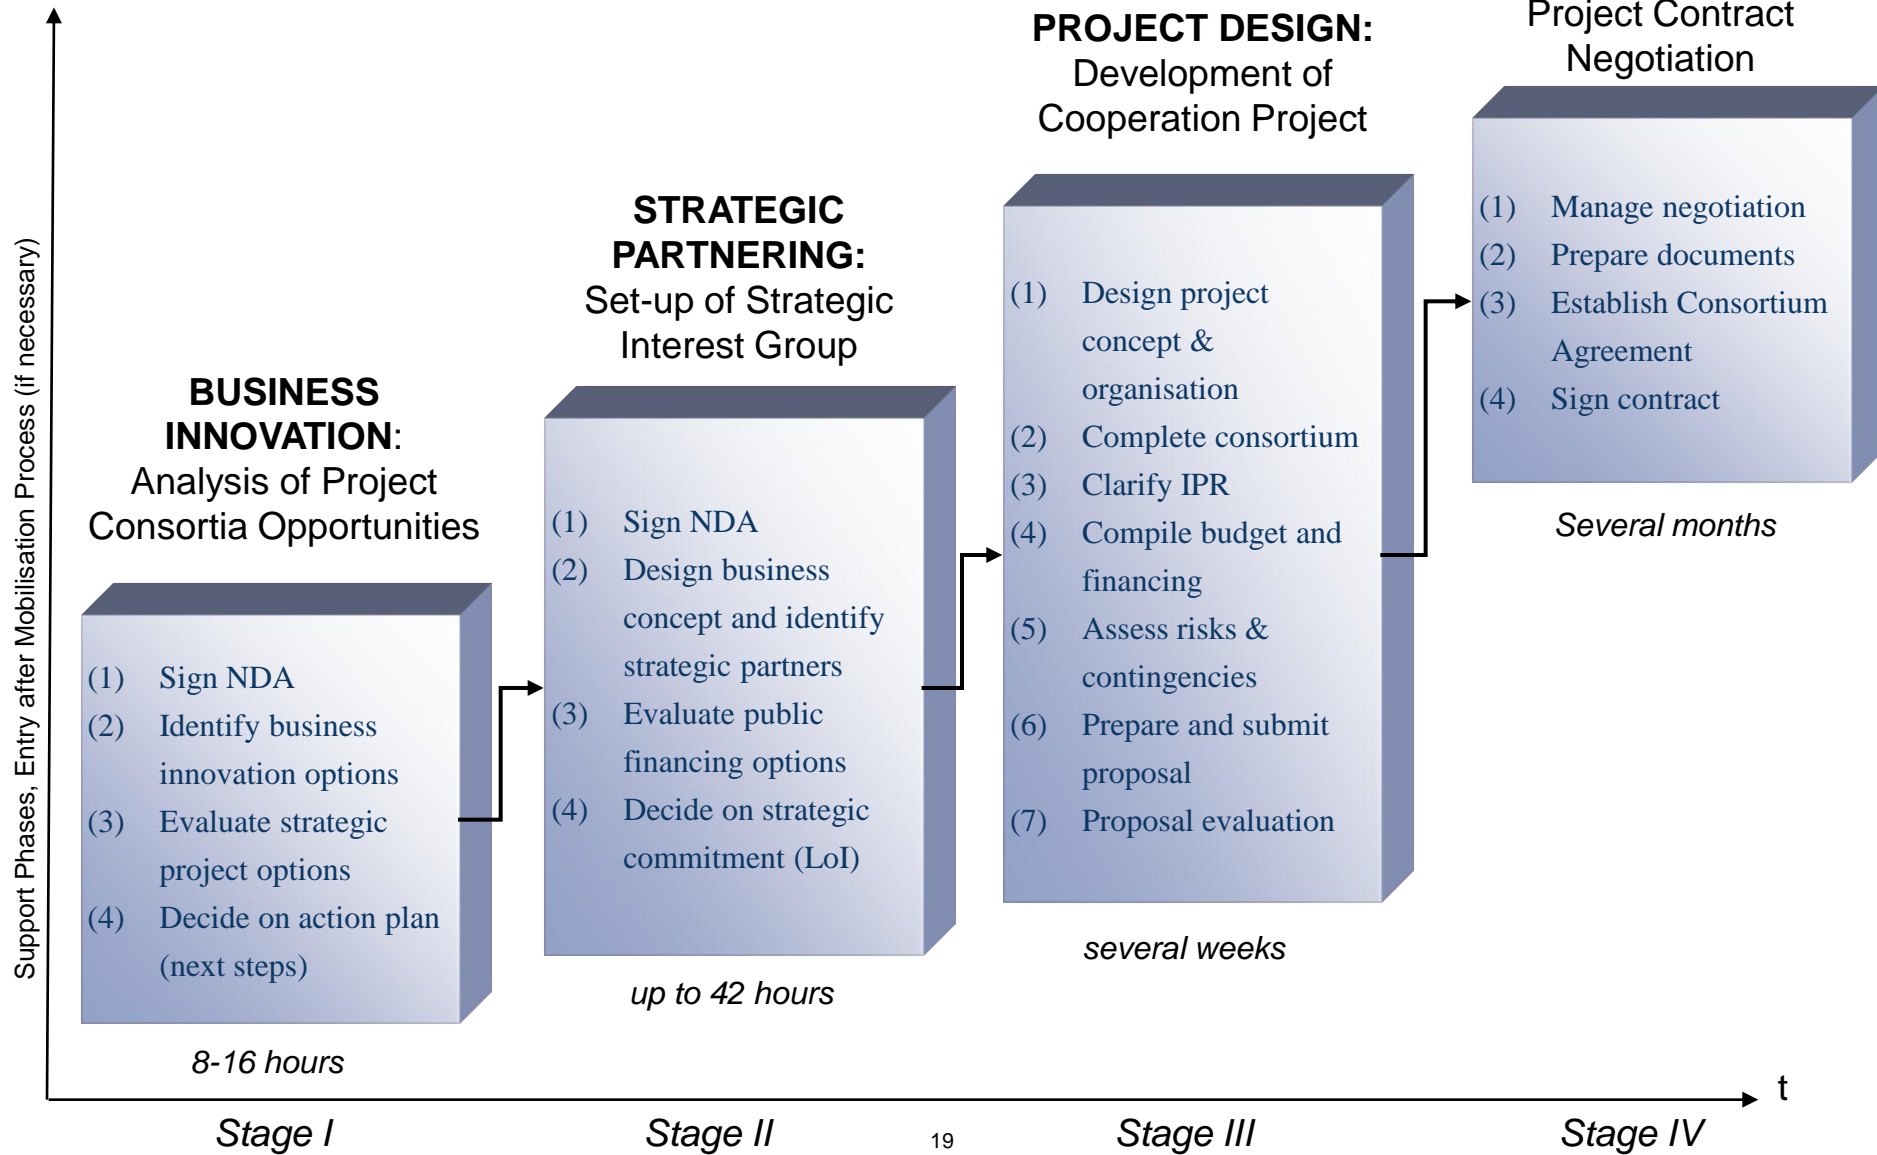 Support Phases, Entry after Mobilisation Process (if necessary)
BUSINESS
INNOVATION:
Analysis of Project
Consortia Opportunities
(1) Sign NDA
(2) Identify business
innovation options
(3) Evaluate strategic
project options
(4) Decide on action plan
(next steps)
8-16 hours
STRATEGIC
PARTNERING:
Set-up of Strategic
Interest Group
(1) Sign NDA
(2) Design business
concept and identify
strategic partners
(3) Evaluate public
financing options
(4) Decide on strategic
commitment (LoI)
up to 42 hours
PROJECT DESIGN:
Development of
Cooperation Project
(1) Design project
concept &
organisation
(2) Complete consortium
(3) Clarify IPR
(4) Compile budget and
financing
(5) Assess risks &
contingencies
(6) Prepare and submit
proposal
(7) Proposal evaluation
several weeks
Project Contract
Negotiation
(1) Manage negotiation
(2) Prepare documents
(3) Establish Consortium
Agreement
(4) Sign contract
Several months
t
Stage I
Stage II
19
Stage III
Stage IV